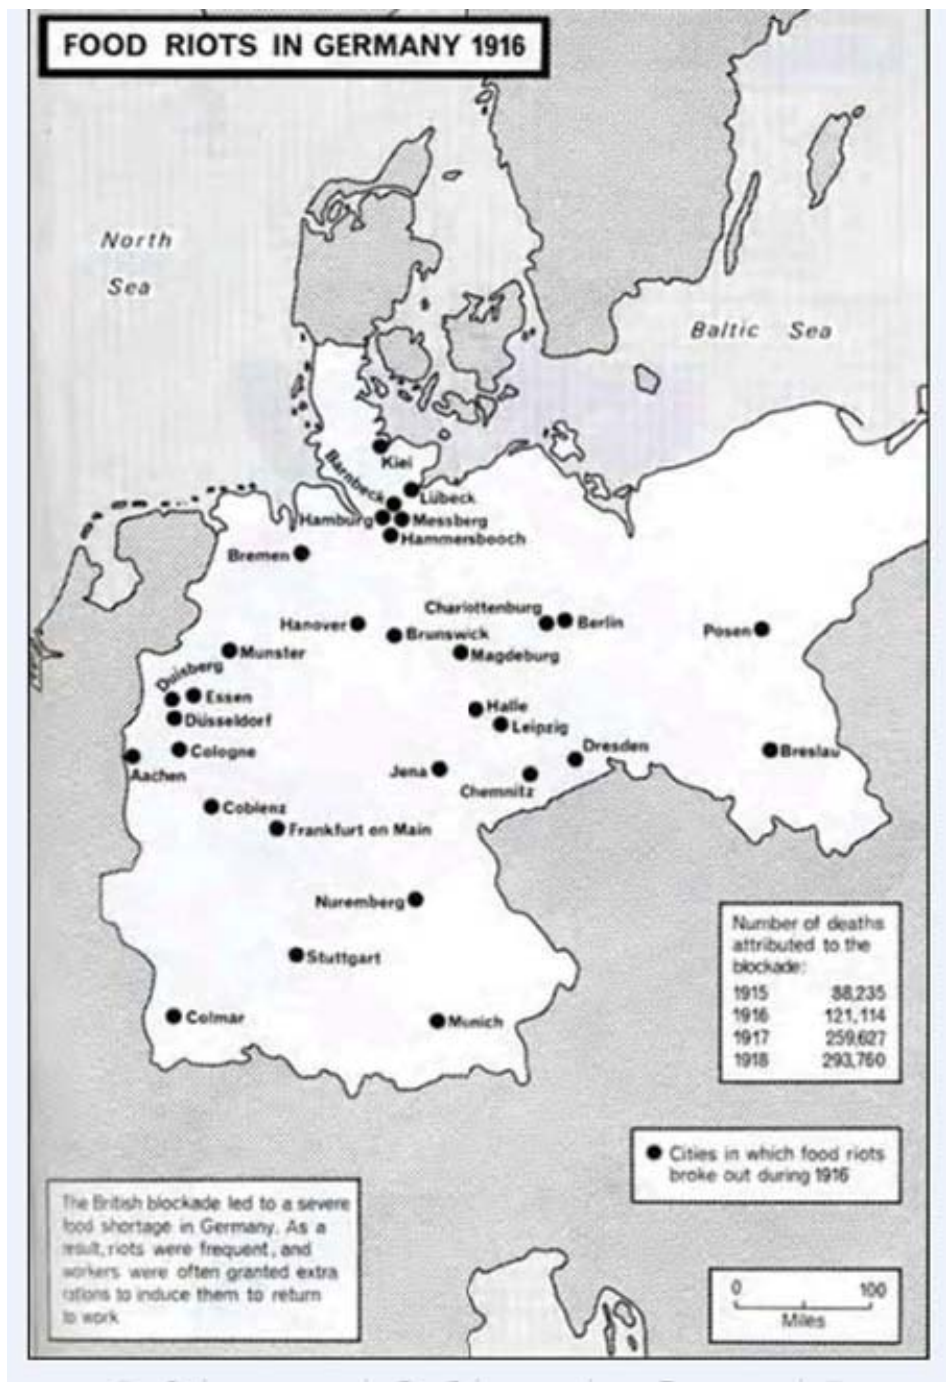 FOOD RIOTS IN GERMANY 1916
North
Sea
Baltic Sea
Kiel
Barnbeck
Lübeck
Hamburg
Messberg
Hammersbooch
Bremen
Charlottenburg
Berlin
Hanover
Brunswick
Posen
Munster
Magdeburg
Duisberg
Essen
Düsseldorf
Halle
Leipzig
Cologne
Dresden
Breslau
Aachen
Jena
Chemnitz
Coblenz
Frankfurt on Main
Nuremberg
Stuttgart
Colmar
Munich
Number of deaths
attributed to the
blockade:
1915 88,235
1916 121,114
1917 259,627
1918 293,760
Cities in which food riots
broke out during 1916
The British blockade led to a severe
food shortage in Germany. As a
result, riots were frequent, and
workers were often granted extra
rations to induce them to return
to work
0 100
Miles